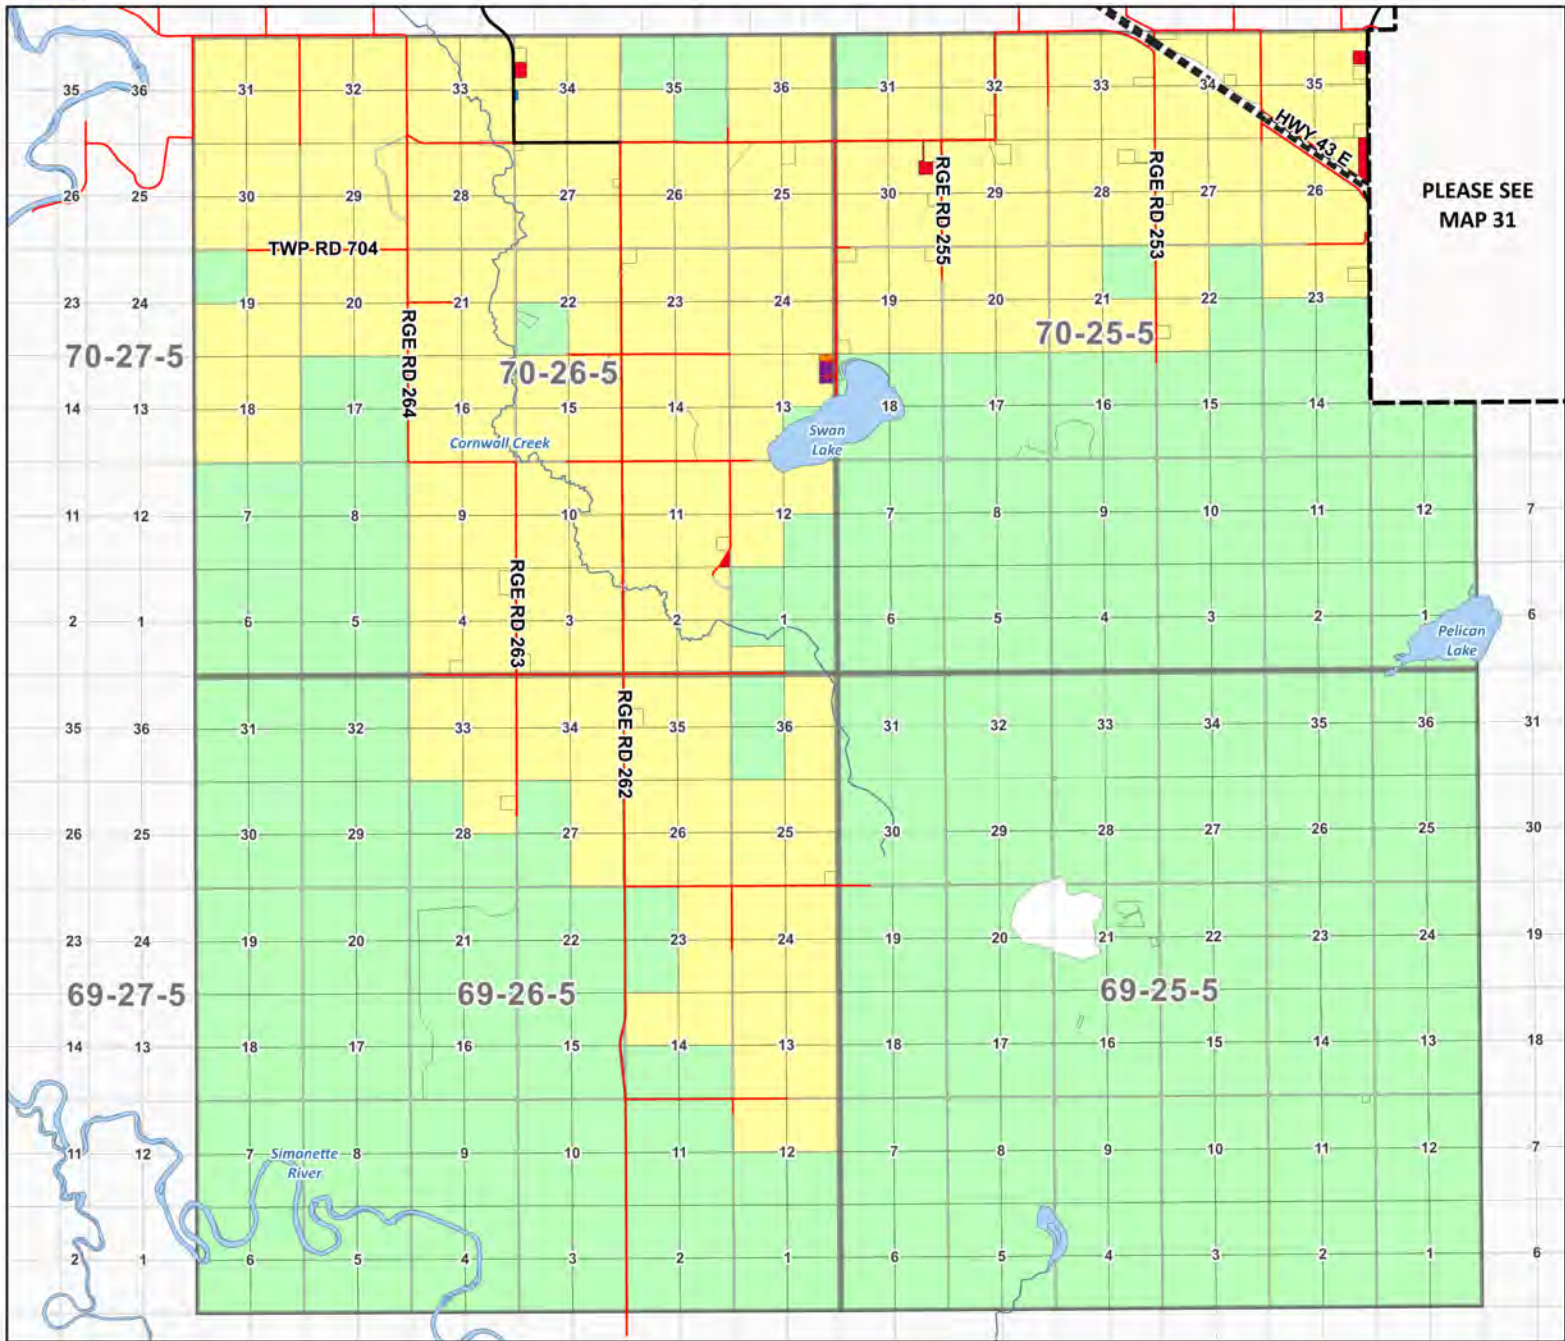 35 36 31 32 33 34 35 36 31 32 33 34 35
HWY 43 E
26 25 30 29 28 27 26 25 30 29 28 27 26
RGE-RD-255
RGE-RD-253
PLEASE SEE
MAP 31
TWP-RD-704
23 24 19 20 21 22 23 24 19 20 21 22 23
70-27-5
RGE-RD-264
70-26-5
70-25-5
14 13 18 17 16 15 14 13 18 17 16 15 14
Cornwall Creek
Swan
Lake
11 12 7 8 9 10 11 12 7 8 9 10 11 12 7
RGE-RD-263
2 1 6 5 4 3 2 1 6 5 4 3 2 1 6
Pelican
Lake
RGE-RD-262
35 36 31 32 33 34 35 36 31 32 33 34 35 36 31
26 25 30 29 28 27 26 25 30 29 28 27 26 25 30
23 24 19 20 21 22 23 24 19 20 21 22 23 24 19
69-27-5
69-26-5
69-25-5
14 13 18 17 16 15 14 13 18 17 16 15 14 13 18
11 12 7 8 9 10 11 12 7 8 9 10 11 12 7
Simonette
River
2 1 6 5 4 3 2 1 6 5 4 3 2 1 6